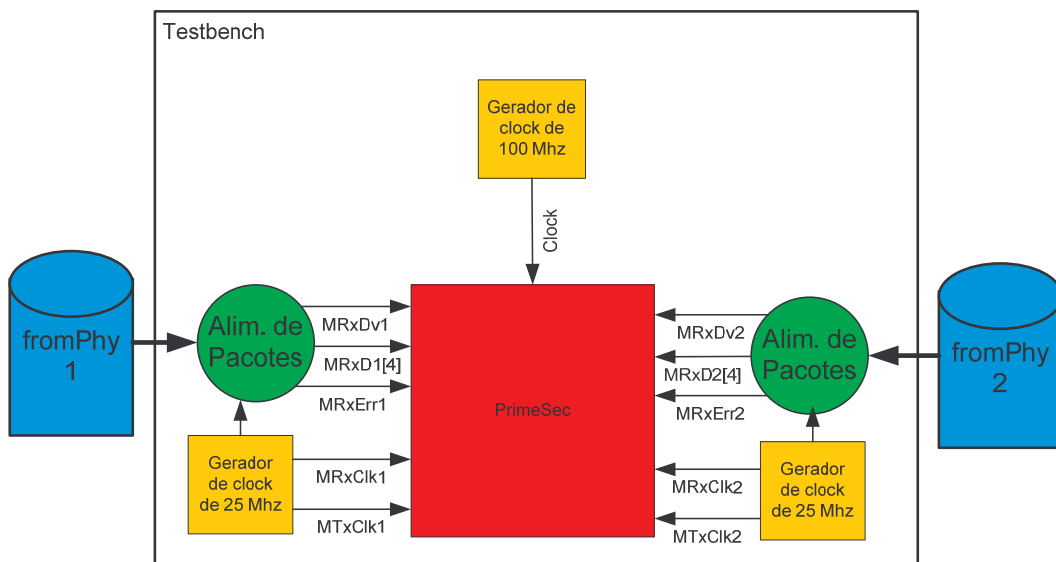 Testbench
Gerador de
clock de
100 Mhz
Clock
fromPhy
1
Alim. de
Pacotes
MRxDv1
MRxD1[4]
MRxErr1
Gerador
de clock
de 25 Mhz
MRxClk1
MTxClk1
PrimeSec
MRxDv2
MRxD2[4]
MRxErr2
MRxClk2
MTxClk2
Alim. de
Pacotes
Gerador
de clock
de 25 Mhz
fromPhy
2